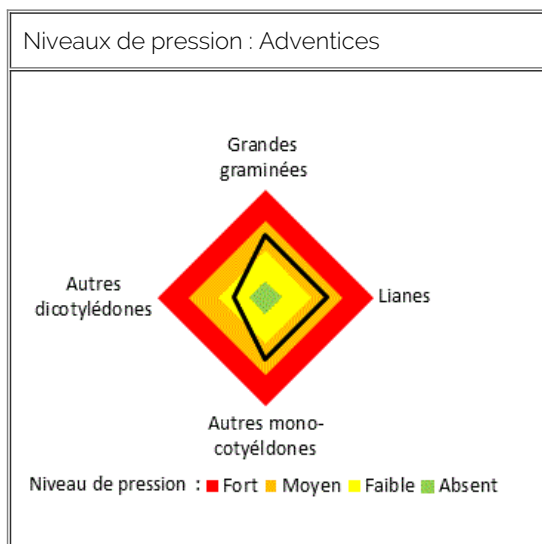 Niveaux de pression : Adventices
Grandes
graminées
Autres
dicotylédones
Lianes
Autres mono-
cotyéldones
Niveau de pression : Fort Moyen Faible Absent